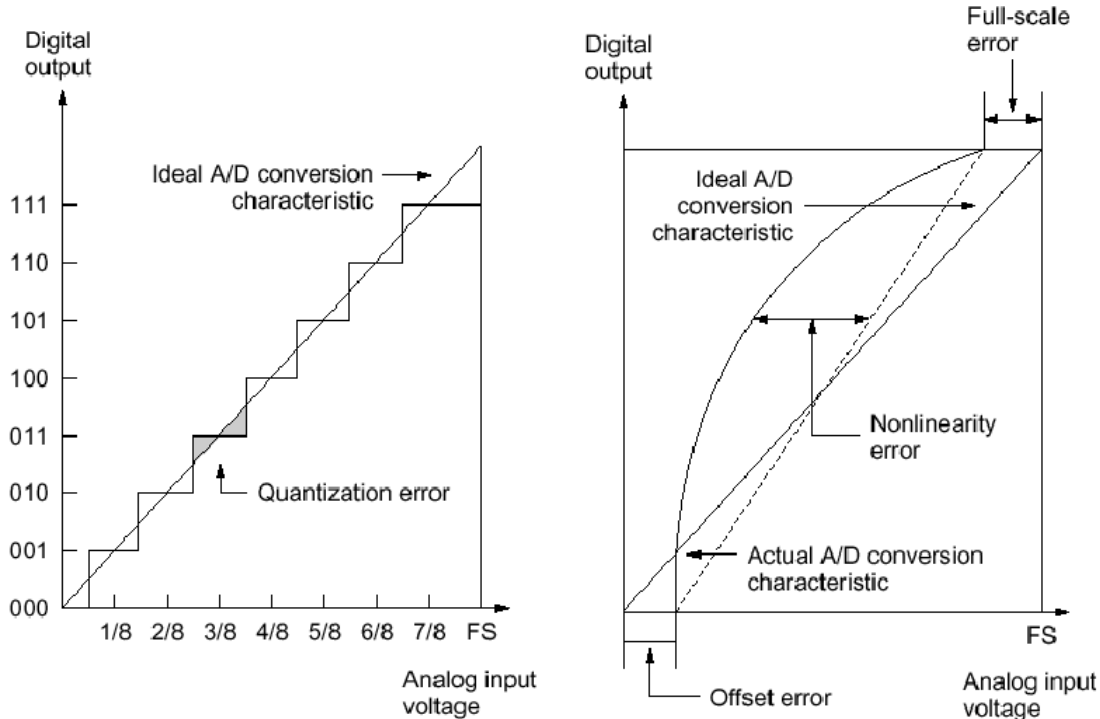 Digital
output
Ideal A/D conversion
characteristic
111
110
101
100
011
010
001
000
Quantization error
1/8 2/8 3/8 4/8 5/8 6/8 7/8 FS
Analog input
voltage
Full-scale
error
Digital
output
Ideal A/D
conversion
characteristic
Nonlinearity
error
Actual A/D conversion
characteristic
FS
Offset error
Analog input
voltage